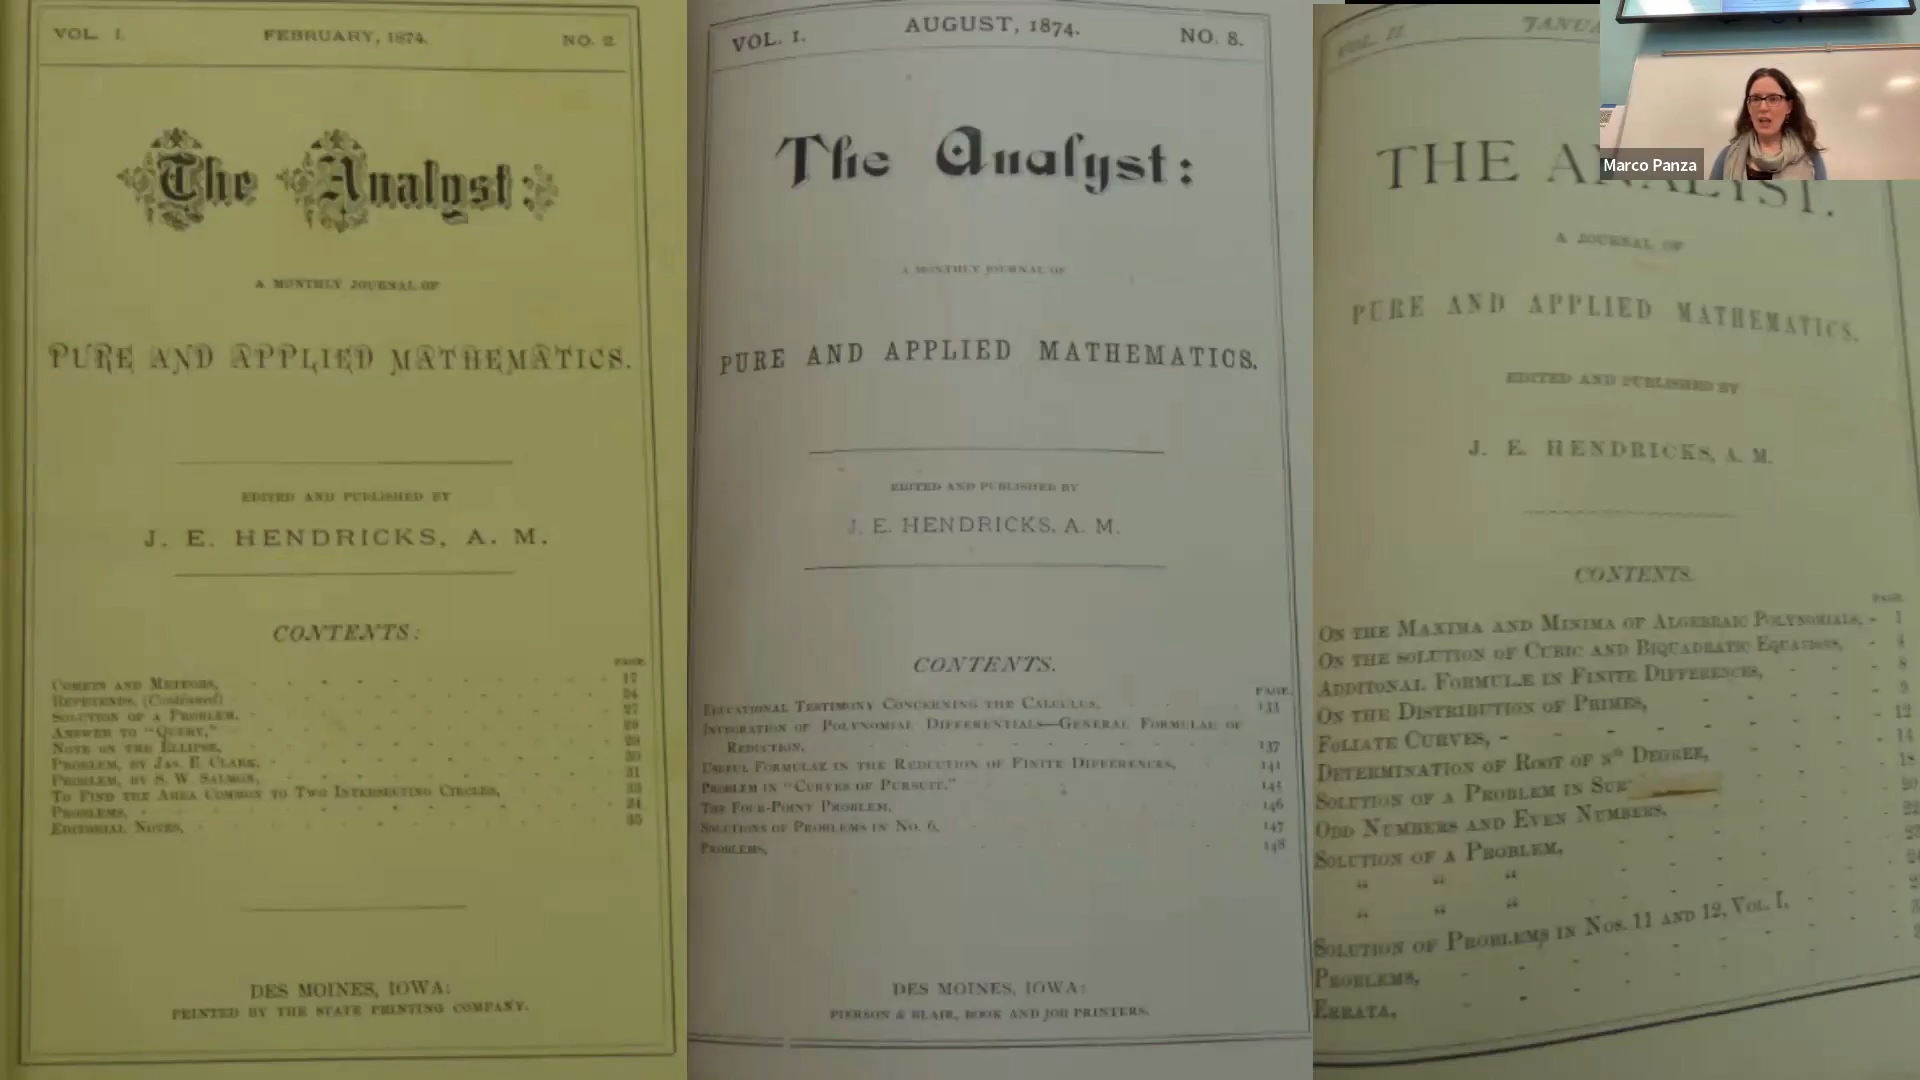 VOL. I.
FEBRUARY, 1874.
NO. 2.
The Analyst:
A MONTHLY JOURNAL OF
PURE AND APPLIED MATHEMATICS.
EDITED AND PUBLISHED BY
J. E. HENDRICKS, A. M.
CONTENTS:
PAGE.
COMETS AND METEORS, 17
REPETENDS, (Continued) 24
SOLUTION OF A PROBLEM, 27
ANSWER TO "QUERY," 29
NOTE ON THE ELLIPSE, 29
PROBLEM, BY JAS. E. CLARK, 30
PROBLEM, BY S. W. SALMON, 31
TO FIND THE AREA COMMON TO TWO INTERSECTING CIRCLES, 33
PROBLEMS, 34
EDITORIAL NOTES, 35
DES MOINES, IOWA:
PRINTED BY THE STATE PRINTING COMPANY.
VOL. I.
AUGUST, 1874.
NO. 8.
The Analyst:
A MONTHLY JOURNAL OF
PURE AND APPLIED MATHEMATICS.
EDITED AND PUBLISHED BY
J. E. HENDRICKS, A. M.
CONTENTS.
PAGE.
EDUCATIONAL TESTIMONY CONCERNING THE CALCULUS, 133
INTEGRATION OF POLYNOMIAL DIFFERENTIALS—GENERAL FORMULAE OF
REDUCTION, 137
USEFUL FORMULAE IN THE REDUCTION OF FINITE DIFFERENCES, 141
PROBLEM IN "CURVES OF PURSUIT." 145
THE FOUR-POINT PROBLEM, 146
SOLUTIONS OF PROBLEMS IN NO. 6, 147
PROBLEMS, 148
DES MOINES, IOWA:
PIERSON & BLAIR, BOOK AND JOB PRINTERS.
VOL. II.
THE ANALYST.
A JOURNAL OF
PURE AND APPLIED MATHEMATICS.
EDITED AND PUBLISHED BY
J. E. HENDRICKS, A. M.
CONTENTS.
PAGE.
ON THE MAXIMA AND MINIMA OF ALGEBRAIC POLYNOMIALS, - 1
ON THE SOLUTION OF CUBIC AND BIQUADRATIC EQUATIONS, 4
ADDITONAL FORMULÆ IN FINITE DIFFERENCES, - 8
ON THE DISTRIBUTION OF PRIMES, - 9
FOLIATE CURVES, - 12
DETERMINATION OF ROOT OF Nth DEGREE, 14
SOLUTION OF A PROBLEM IN 18
ODD NUMBERS AND EVEN NUMBERS, 20
SOLUTION OF A PROBLEM, 22
“ “ “
“ “ “
SOLUTION OF PROBLEMS IN NOS. 11 AND 12, VOL. I,
PROBLEMS,
ERRATA,
Marco Panza